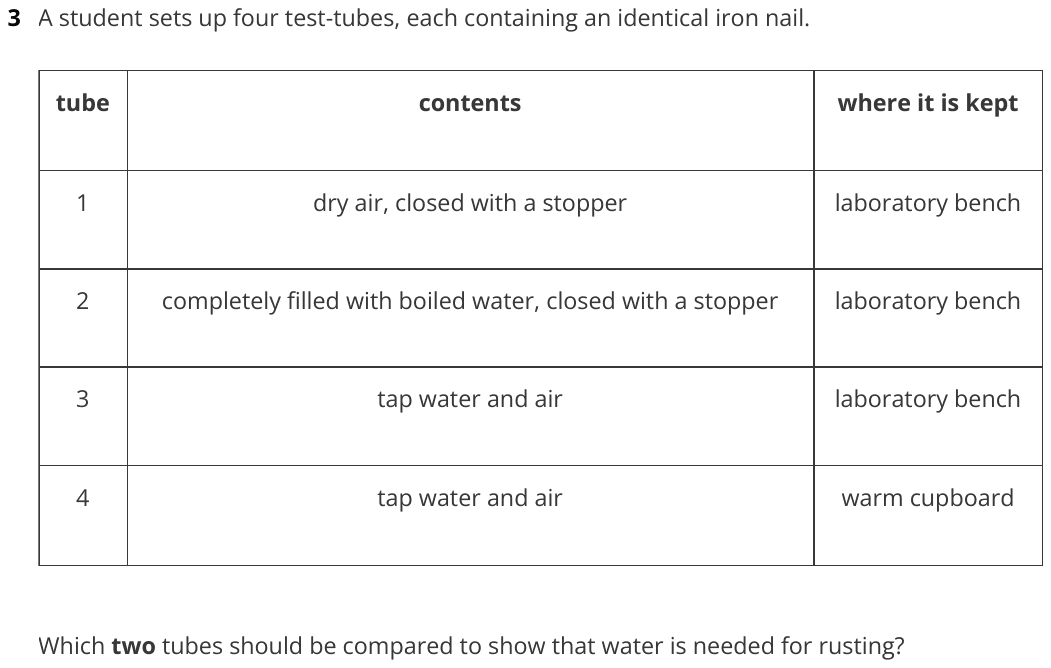 3 A student sets up four test-tubes, each containing an identical iron nail.
tube contents where it is kept
1 dry air, closed with a stopper laboratory bench
2 completely filled with boiled water, closed with a stopper laboratory bench
3 tap water and air laboratory bench
4 tap water and air warm cupboard
Which two tubes should be compared to show that water is needed for rusting?